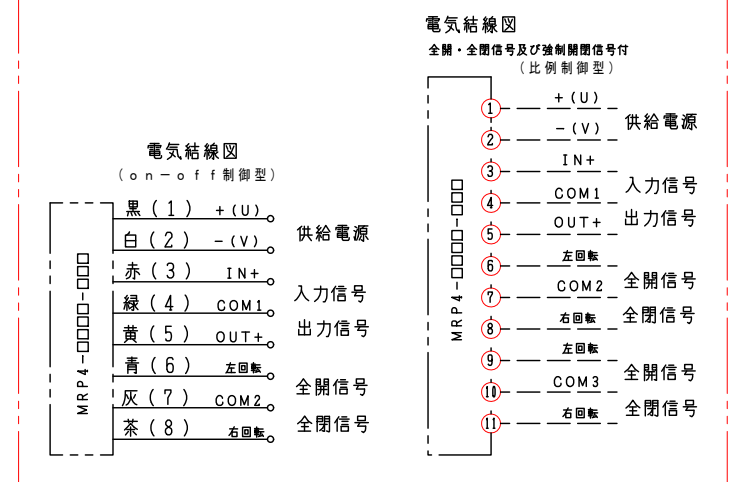 電気結線図
(on−off制御型)
MRP4-□□□□-□□□
黒(1) +(U)
白(2) −(V)
供給電源
赤(3) IN+
緑(4) COM1
入力信号
黄(5) OUT+
出力信号
青(6) 左回転
灰(7) COM2
全開信号
茶(8) 右回転
全閉信号
電気結線図
全開・全閉信号及び強制開閉信号付
(比例制御型)
MRP4-□□□□-□□□
① +(U)
② −(V)
供給電源
③ IN+
④ COM1
入力信号
⑤ OUT+
出力信号
⑥ 左回転
⑦ COM2
全開信号
⑧ 右回転
全閉信号
⑨ 左回転
⑩ COM3
全開信号
⑪ 右回転
全閉信号